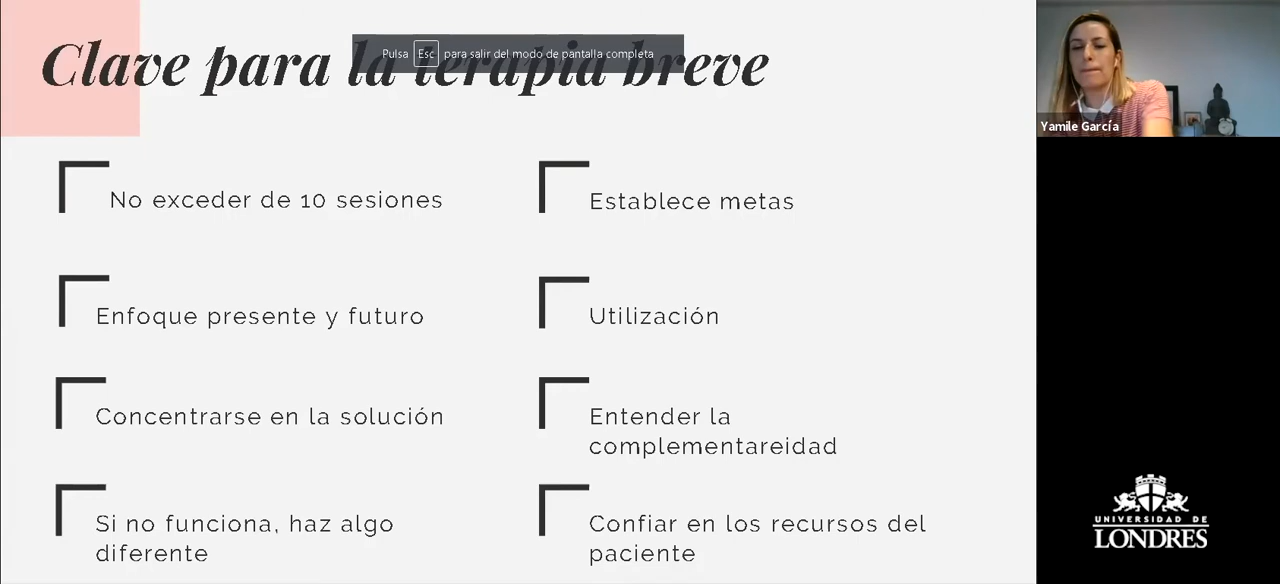 Clave para la terapia breve
Pulsa Esc para salir del modo de pantalla completa
No exceder de 10 sesiones
Establece metas
Enfoque presente y futuro
Utilización
Concentrarse en la solución
Entender la
complementareidad
Si no funciona, haz algo
diferente
Confiar en los recursos del
paciente
Yamile García
UNIVERSIDAD DE
LONDRES